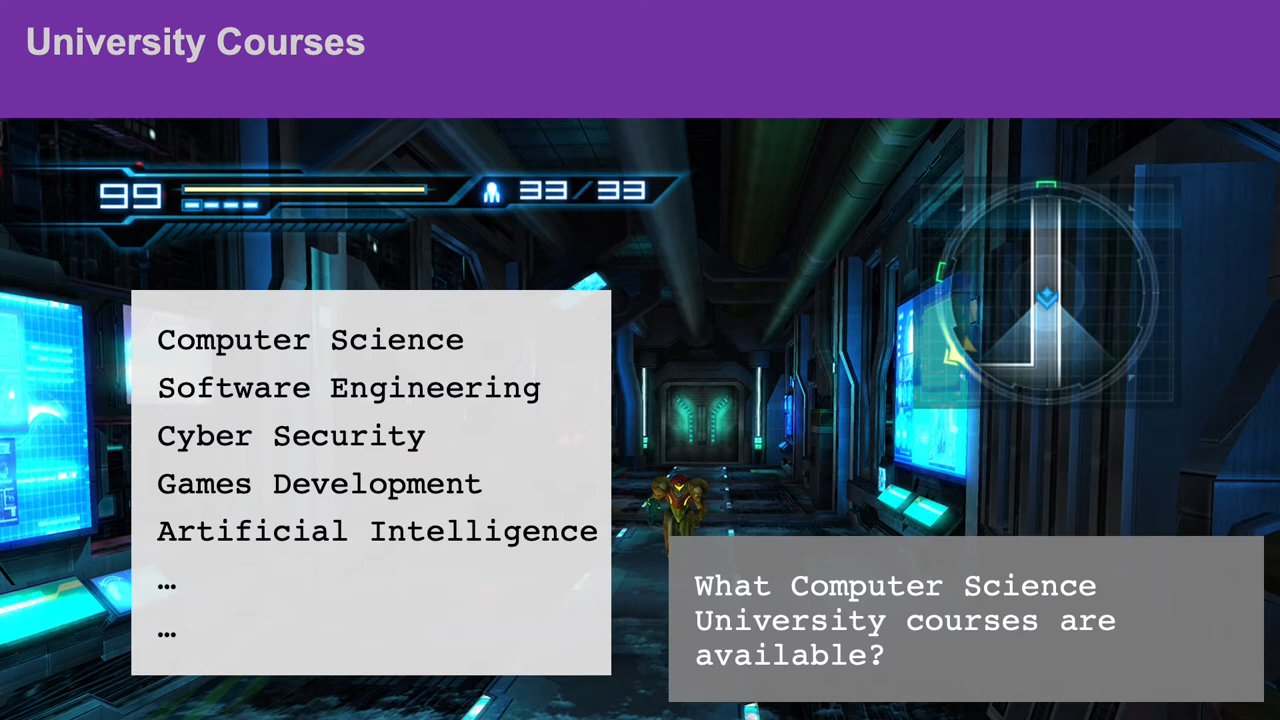 University Courses
99
33/33
Computer Science
Software Engineering
Cyber Security
Games Development
Artificial Intelligence
…
…
What Computer Science
University courses are
available?